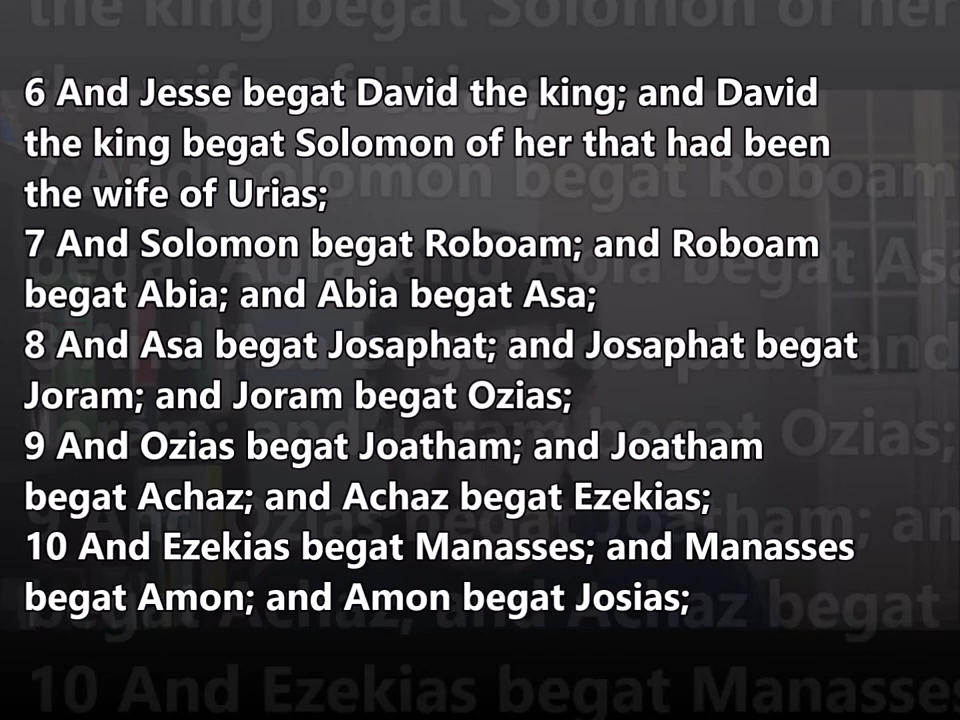 6 And Jesse begat David the king; and David
the king begat Solomon of her that had been
the wife of Urias;
7 And Solomon begat Roboam; and Roboam
begat Abia; and Abia begat Asa;
8 And Asa begat Josaphat; and Josaphat begat
Joram; and Joram begat Ozias;
9 And Ozias begat Joatham; and Joatham
begat Achaz; and Achaz begat Ezekias;
10 And Ezekias begat Manasses; and Manasses
begat Amon; and Amon begat Josias;